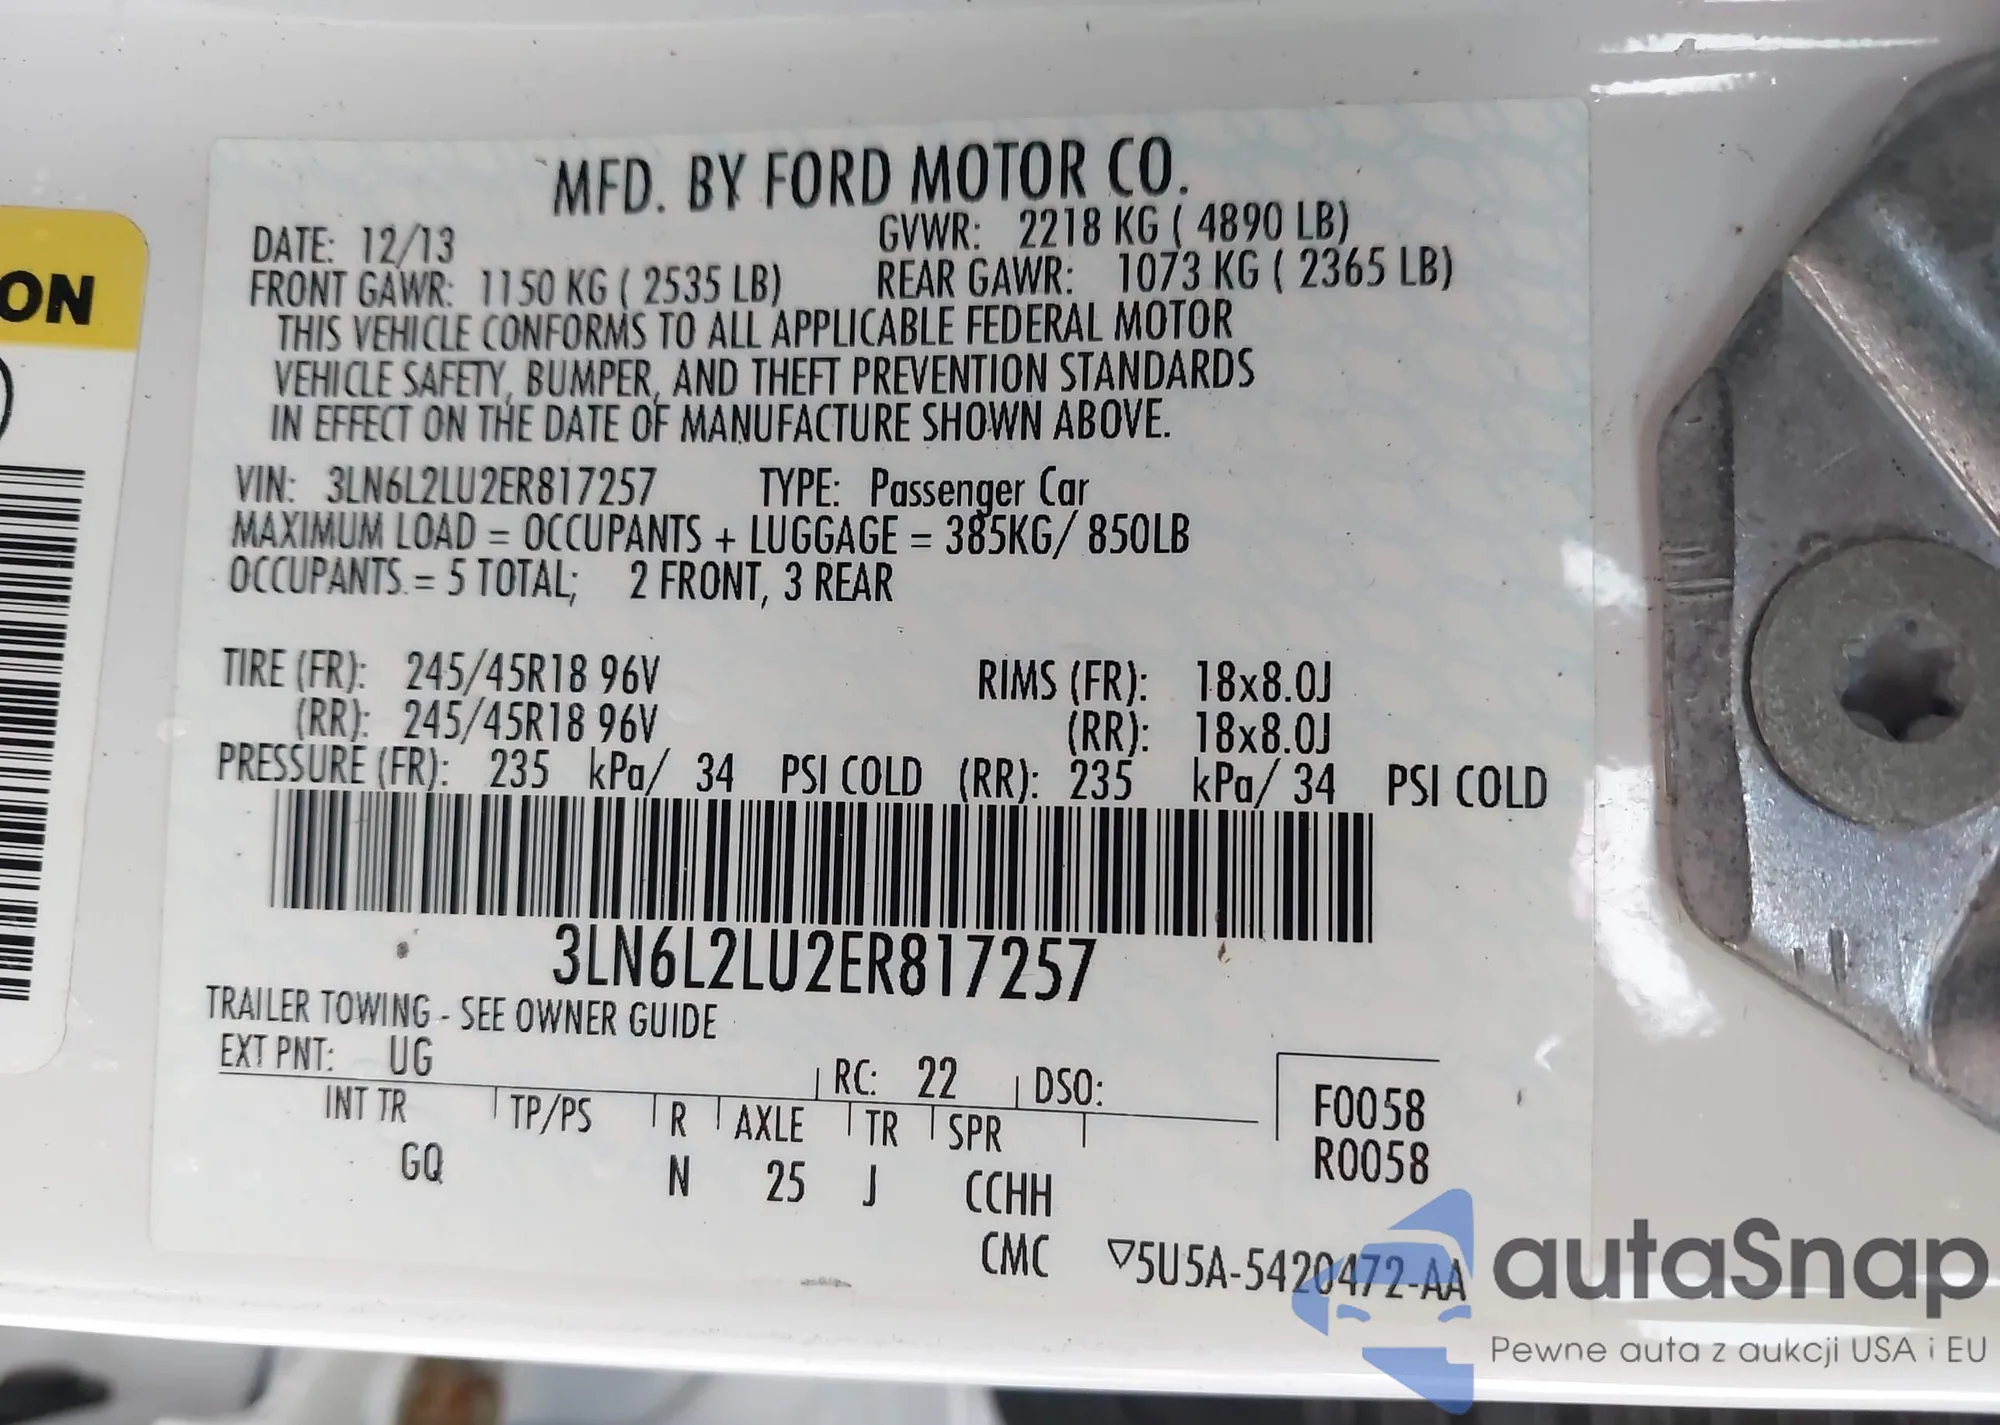 ON
MFD. BY FORD MOTOR CO.
DATE: 12/13 GVWR: 2218 KG ( 4890 LB)
FRONT GAWR: 1150 KG ( 2535 LB) REAR GAWR: 1073 KG ( 2365 LB)
THIS VEHICLE CONFORMS TO ALL APPLICABLE FEDERAL MOTOR
VEHICLE SAFETY, BUMPER, AND THEFT PREVENTION STANDARDS
IN EFFECT ON THE DATE OF MANUFACTURE SHOWN ABOVE.
VIN: 3LN6L2LU2ER817257 TYPE: Passenger Car
MAXIMUM LOAD = OCCUPANTS + LUGGAGE = 385KG/ 850LB
OCCUPANTS = 5 TOTAL; 2 FRONT, 3 REAR
TIRE (FR): 245/45R18 96V RIMS (FR): 18x8.0J
(RR): 245/45R18 96V (RR): 18x8.0J
PRESSURE (FR): 235 kPa/ 34 PSI COLD (RR): 235 kPa/ 34 PSI COLD
3LN6L2LU2ER817257
TRAILER TOWING - SEE OWNER GUIDE
EXT PNT: UG RC: 22 DSO:
INT TR TP/PS R AXLE TR SPR F0058
GQ N 25 J CCHH R0058
CMC ▽5U5A-5420472-AA
autaSnap
Pewne auta z aukcji USA i EU